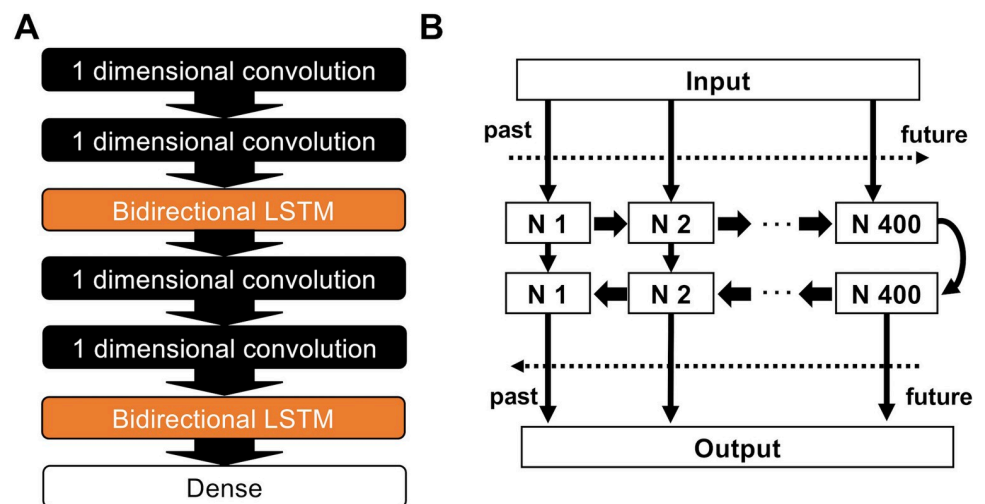 A
1 dimensional convolution
1 dimensional convolution
Bidirectional LSTM
1 dimensional convolution
1 dimensional convolution
Bidirectional LSTM
Dense
B
Input
past
future
N 1
N 2
...
N 400
N 1
N 2
...
N 400
past
future
Output